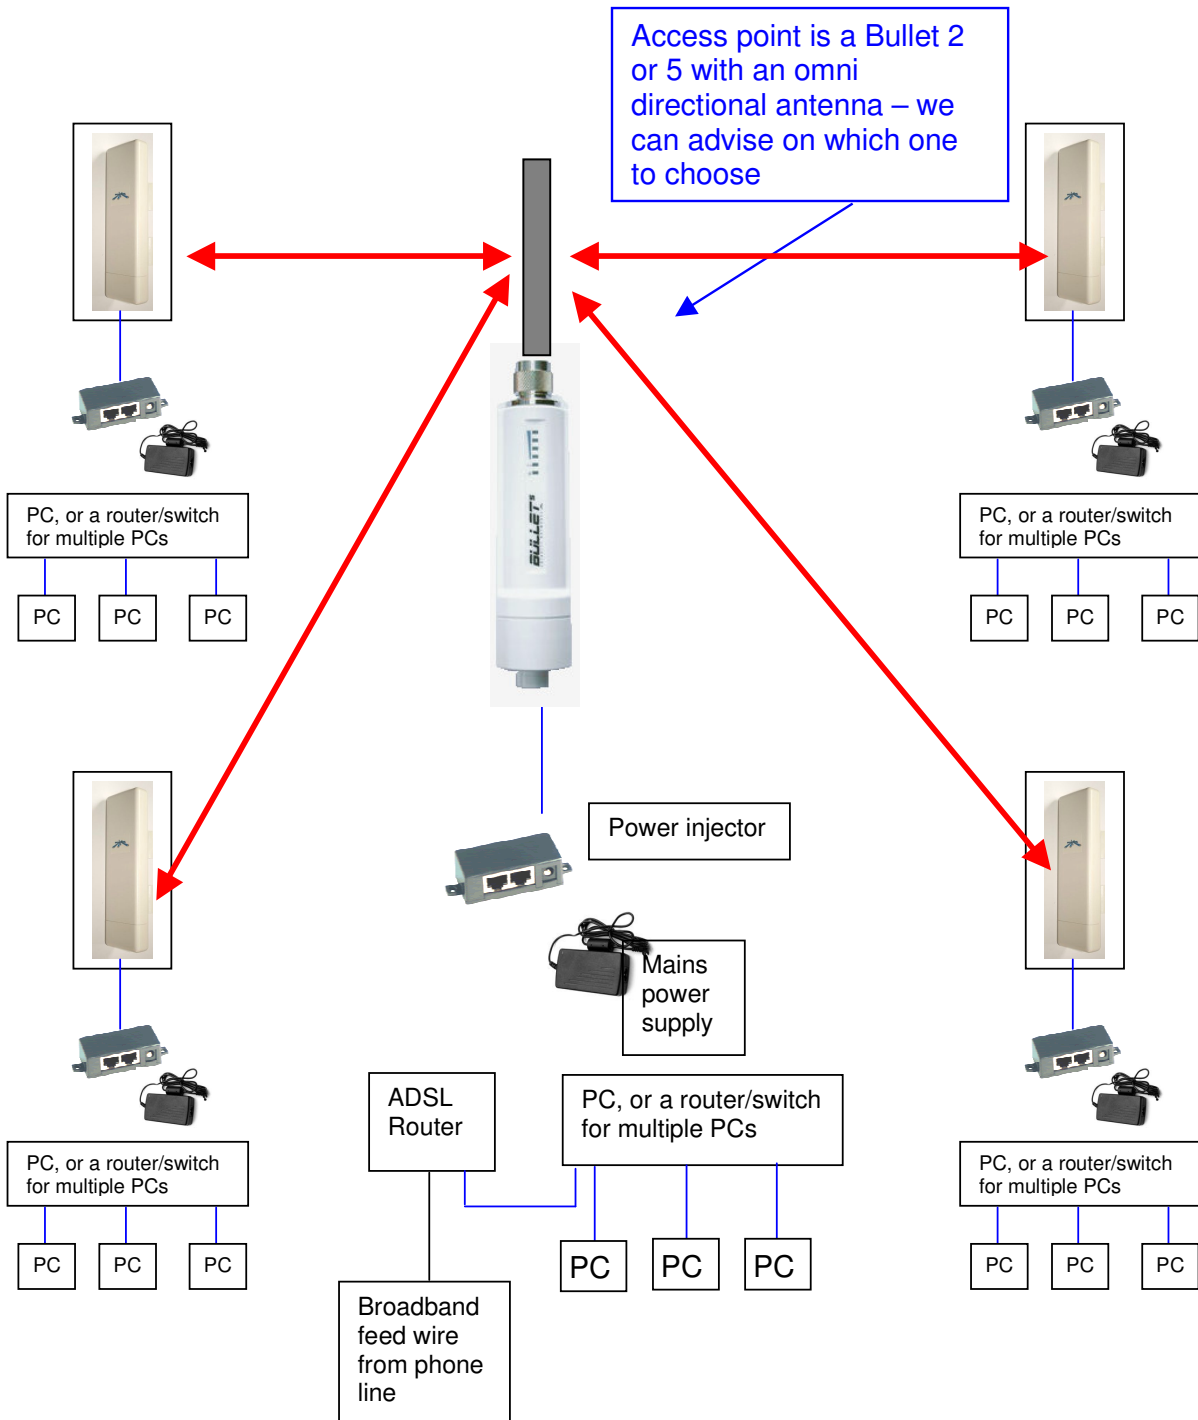 Access point is a Bullet 2
or 5 with an omni
directional antenna – we
can advise on which one
to choose
BULLET5
PC, or a router/switch
for multiple PCs
PC PC PC
PC, or a router/switch
for multiple PCs
PC PC PC
Power injector
Mains
power
supply
ADSL
Router
PC, or a router/switch
for multiple PCs
PC PC PC
Broadband
feed wire
from phone
line
PC, or a router/switch
for multiple PCs
PC PC PC
PC, or a router/switch
for multiple PCs
PC PC PC